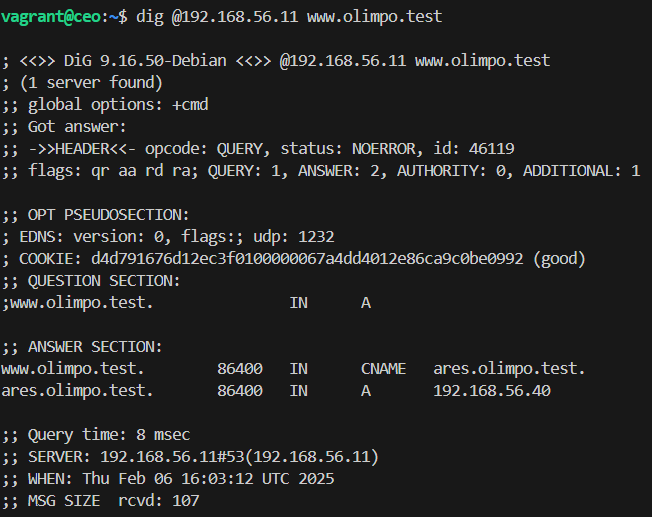 vagrant@ceo:~$ dig @192.168.56.11 www.olimpo.test
; <<>> DiG 9.16.50-Debian <<>> @192.168.56.11 www.olimpo.test
; (1 server found)
;; global options: +cmd
;; Got answer:
;; ->>HEADER<<- opcode: QUERY, status: NOERROR, id: 46119
;; flags: qr aa rd ra; QUERY: 1, ANSWER: 2, AUTHORITY: 0, ADDITIONAL: 1
;; OPT PSEUDOSECTION:
; EDNS: version: 0, flags:; udp: 1232
; COOKIE: d4d791676d12ec3f0100000067a4dd4012e86ca9c0be0992 (good)
;; QUESTION SECTION:
;www.olimpo.test. IN A
;; ANSWER SECTION:
www.olimpo.test. 86400 IN CNAME ares.olimpo.test.
ares.olimpo.test. 86400 IN A 192.168.56.40
;; Query time: 8 msec
;; SERVER: 192.168.56.11#53(192.168.56.11)
;; WHEN: Thu Feb 06 16:03:12 UTC 2025
;; MSG SIZE rcvd: 107